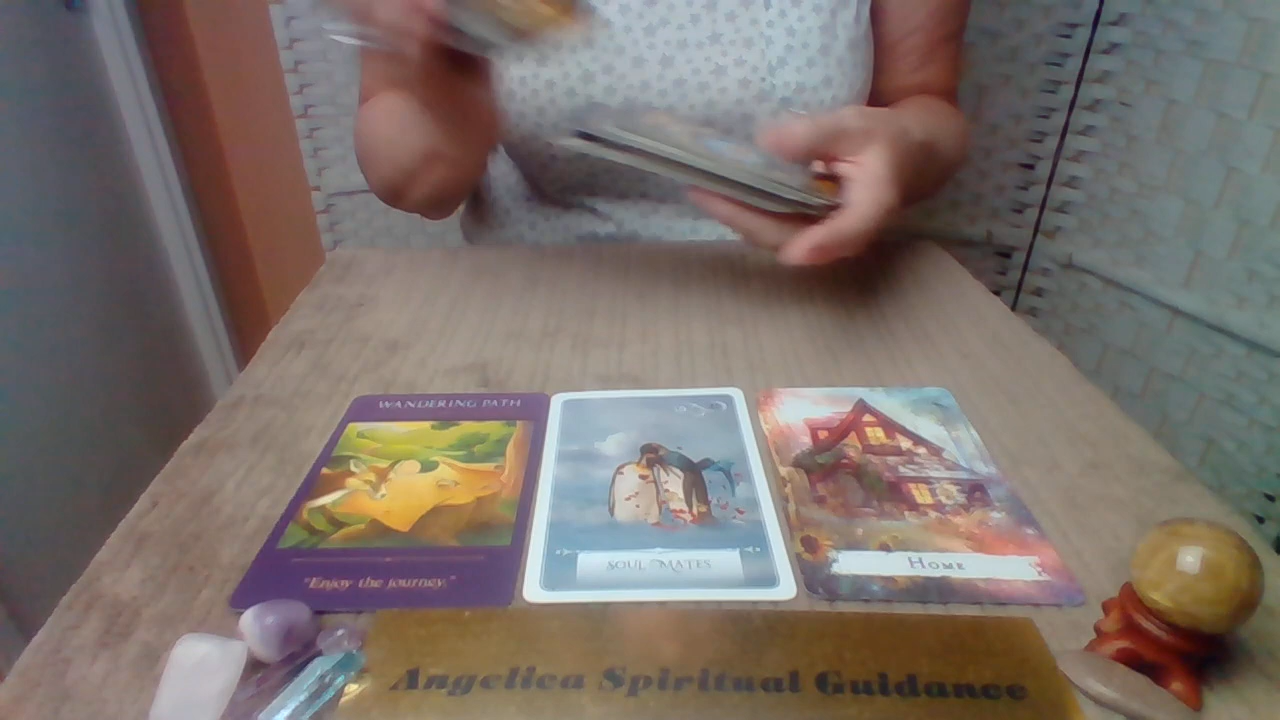 WANDERING PATH
"Enjoy the journey."
SOUL MATES
HOME
Angelica Spiritual Guidance